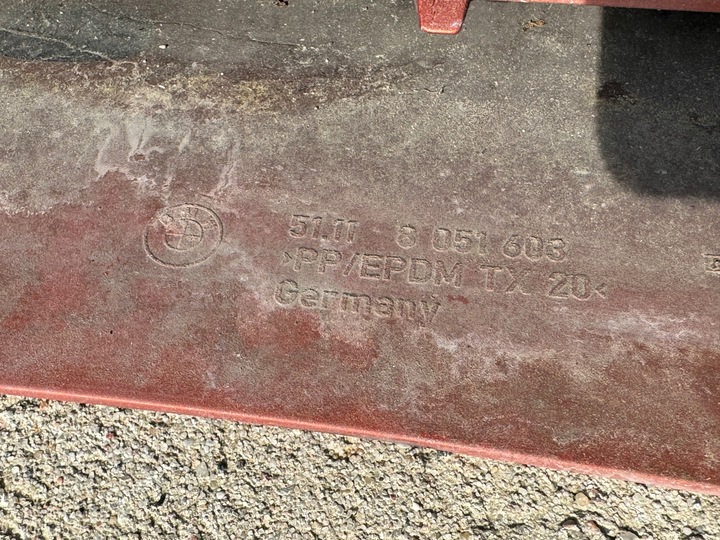 51.11 8 051 603
>PP/EPDM TX 20<
Germany